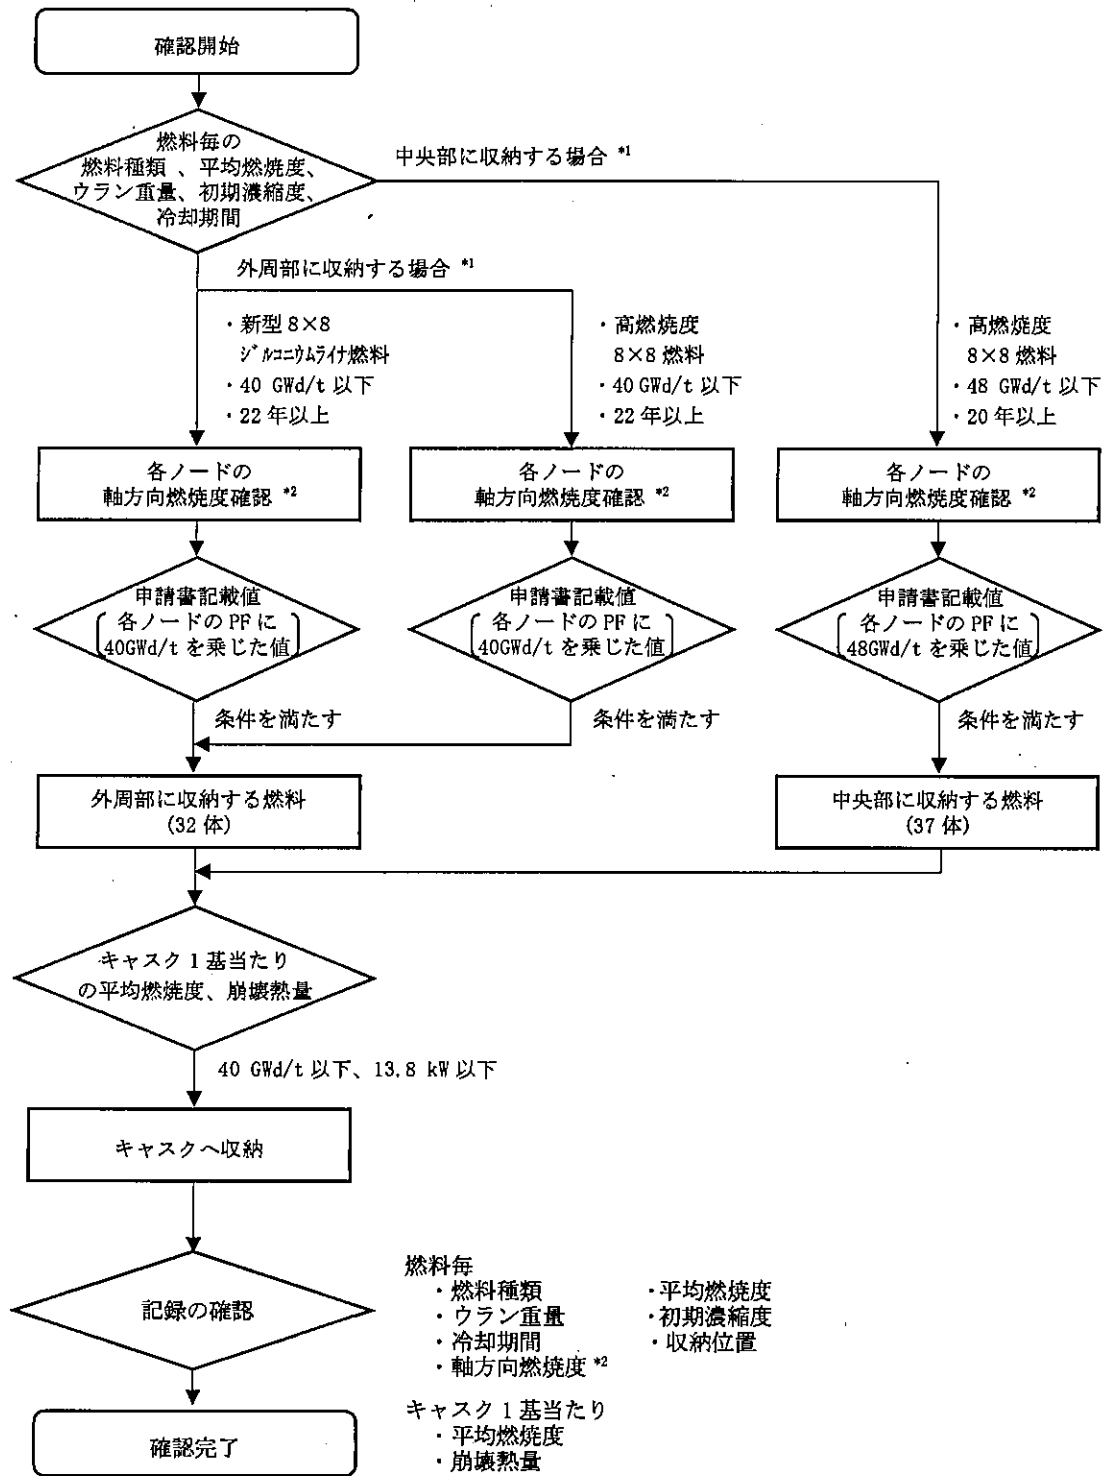 確認開始
燃料毎の
燃料種類 、平均燃焼度、
ウラン重量、初期濃縮度、
冷却期間
中央部に収納する場合 *1
外周部に収納する場合 *1
・新型 8×8
ジルコニウムライナ燃料
・40 GWd/t 以下
・22 年以上
・高燃焼度
8×8 燃料
・40 GWd/t 以下
・22 年以上
・高燃焼度
8×8 燃料
・48 GWd/t 以下
・20 年以上
各ノードの
軸方向燃焼度確認 *2
各ノードの
軸方向燃焼度確認 *2
各ノードの
軸方向燃焼度確認 *2
申請書記載値
各ノードの PF に
40GWd/t を乗じた値
申請書記載値
各ノードの PF に
40GWd/t を乗じた値
申請書記載値
各ノードの PF に
48GWd/t を乗じた値
条件を満たす
条件を満たす
条件を満たす
外周部に収納する燃料
(32 体)
中央部に収納する燃料
(37 体)
キャスク 1 基当たり
の平均燃焼度、崩壊熱量
40 GWd/t 以下、13.8 kW 以下
キャスクへ収納
記録の確認
燃料毎
・燃料種類 ・平均燃焼度
・ウラン重量 ・初期濃縮度
・冷却期間 ・収納位置
・軸方向燃焼度 *2
キャスク 1 基当たり
・平均燃焼度
・崩壊熱量
確認完了